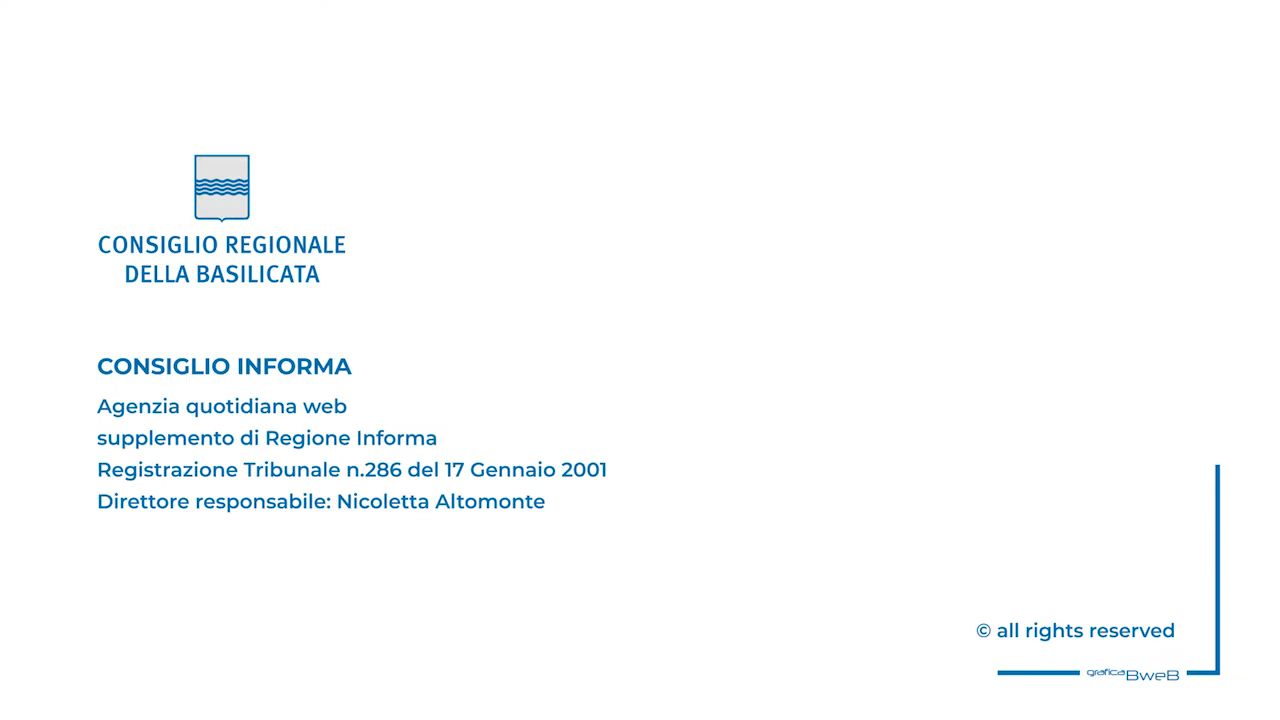 CONSIGLIO REGIONALE
DELLA BASILICATA
CONSIGLIO INFORMA
Agenzia quotidiana web
supplemento di Regione Informa
Registrazione Tribunale n.286 del 17 Gennaio 2001
Direttore responsabile: Nicoletta Altomonte
© all rights reserved
grafica BweB